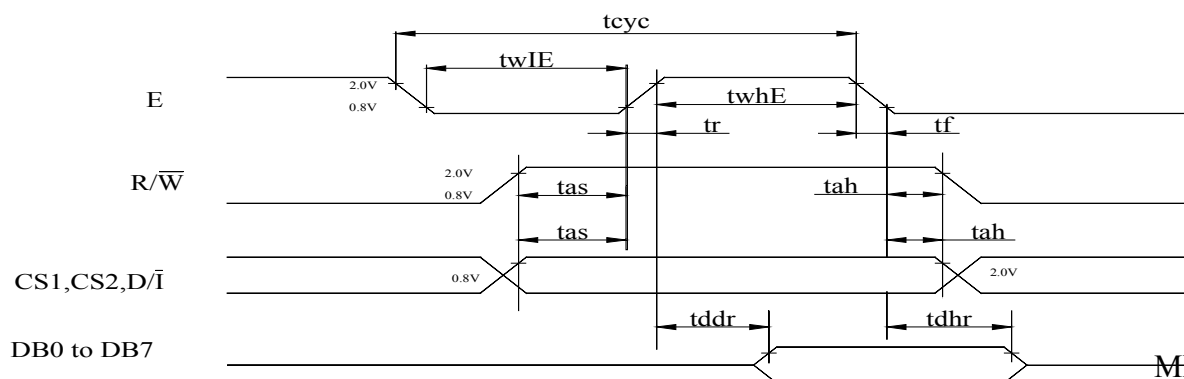 tcyc
twIE
E
2.0V
0.8V
twhE
tr
tf
R/W̅
2.0V
0.8V
tas
tah
tas
tah
CS1,CS2,D/Ī
0.8V
2.0V
tddr
tdhr
DB0 to DB7